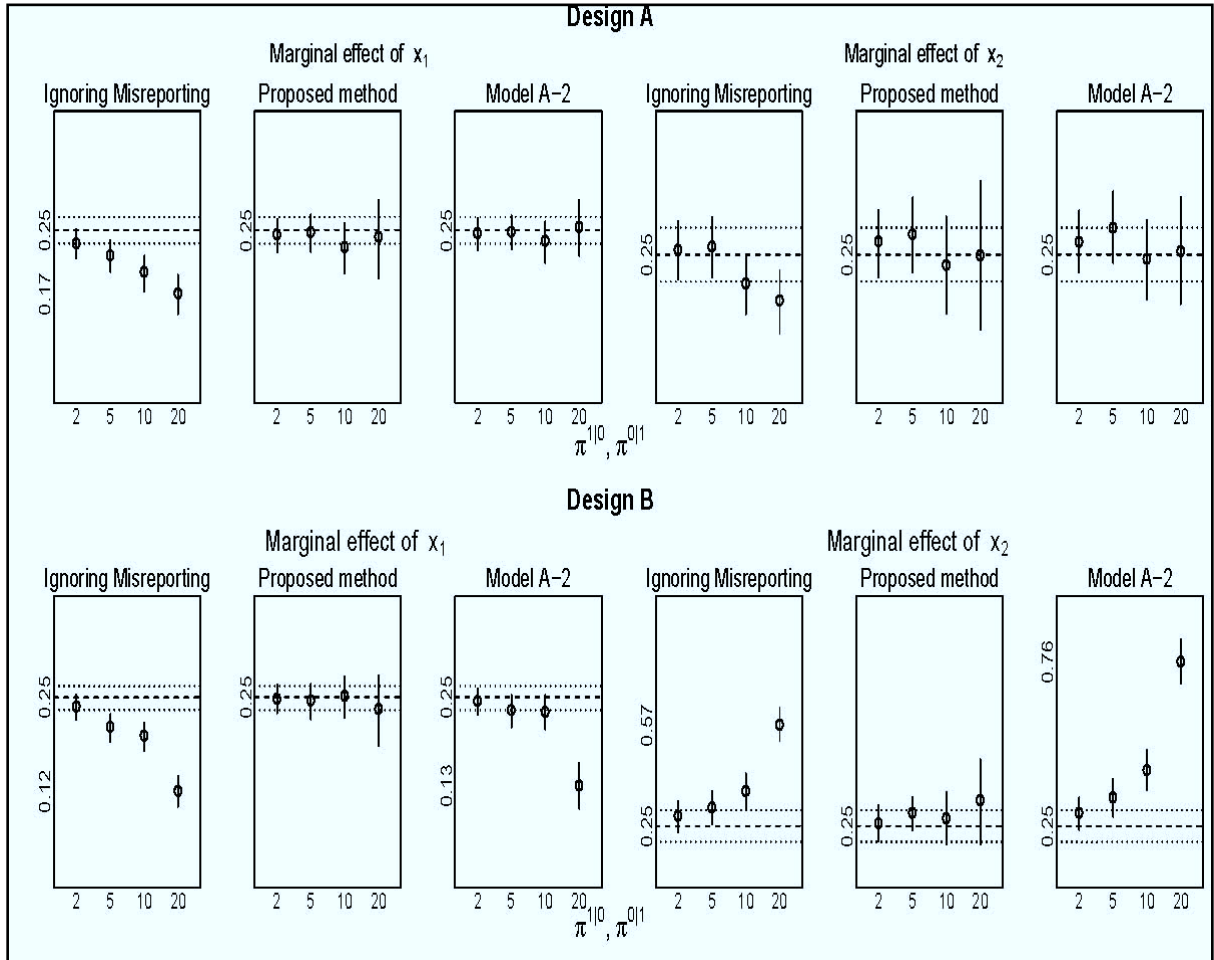 Design A
Marginal effect of x1
Marginal effect of x2
Ignoring Misreporting
Proposed method
Model A−2
Ignoring Misreporting
Proposed method
Model A−2
0.25
0.17
0.25
0.25
0.25
0.25
0.25
2 5 10 20
2 5 10 20
2 5 10 20
2 5 10 20
2 5 10 20
2 5 10 20
π1|0, π0|1
Design B
Marginal effect of x1
Marginal effect of x2
Ignoring Misreporting
Proposed method
Model A−2
Ignoring Misreporting
Proposed method
Model A−2
0.25
0.12
0.25
0.25
0.13
0.57
0.25
0.25
0.76
0.25
2 5 10 20
2 5 10 20
2 5 10 20
2 5 10 20
2 5 10 20
2 5 10 20
π1|0, π0|1